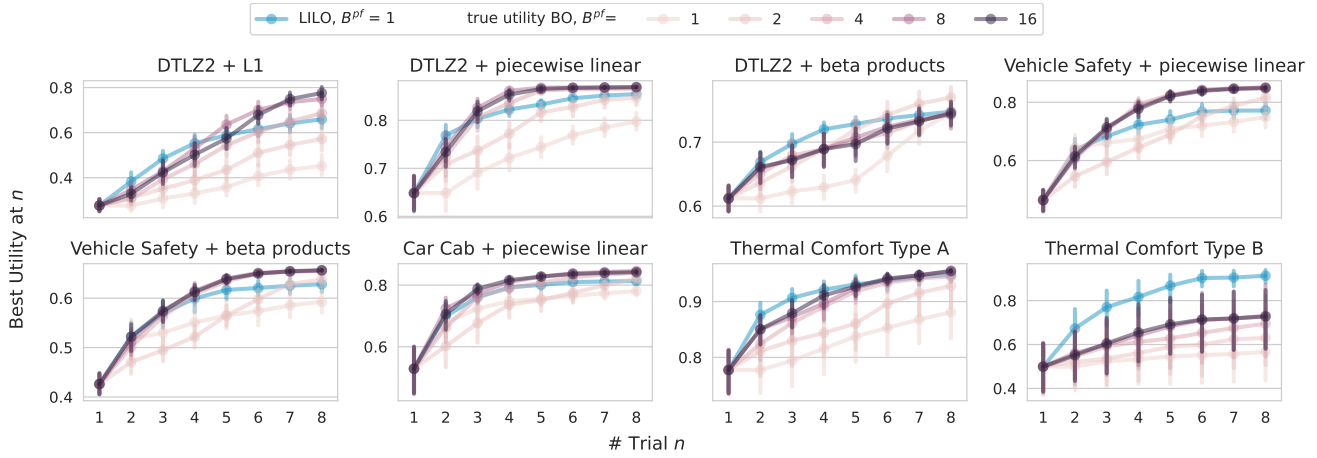 LILO, B^pf = 1 true utility BO, B^pf= 1 2 4 8 16
DTLZ2 + L1 DTLZ2 + piecewise linear DTLZ2 + beta products Vehicle Safety + piecewise linear
0.8 0.6 0.4
0.8 0.7 0.6
0.7 0.6
0.8 0.6
Vehicle Safety + beta products Car Cab + piecewise linear Thermal Comfort Type A Thermal Comfort Type B
0.6 0.5 0.4
0.8 0.6
0.9 0.8
0.8 0.6 0.4
1 2 3 4 5 6 7 8 1 2 3 4 5 6 7 8 1 2 3 4 5 6 7 8 1 2 3 4 5 6 7 8
Best Utility at n
# Trial n